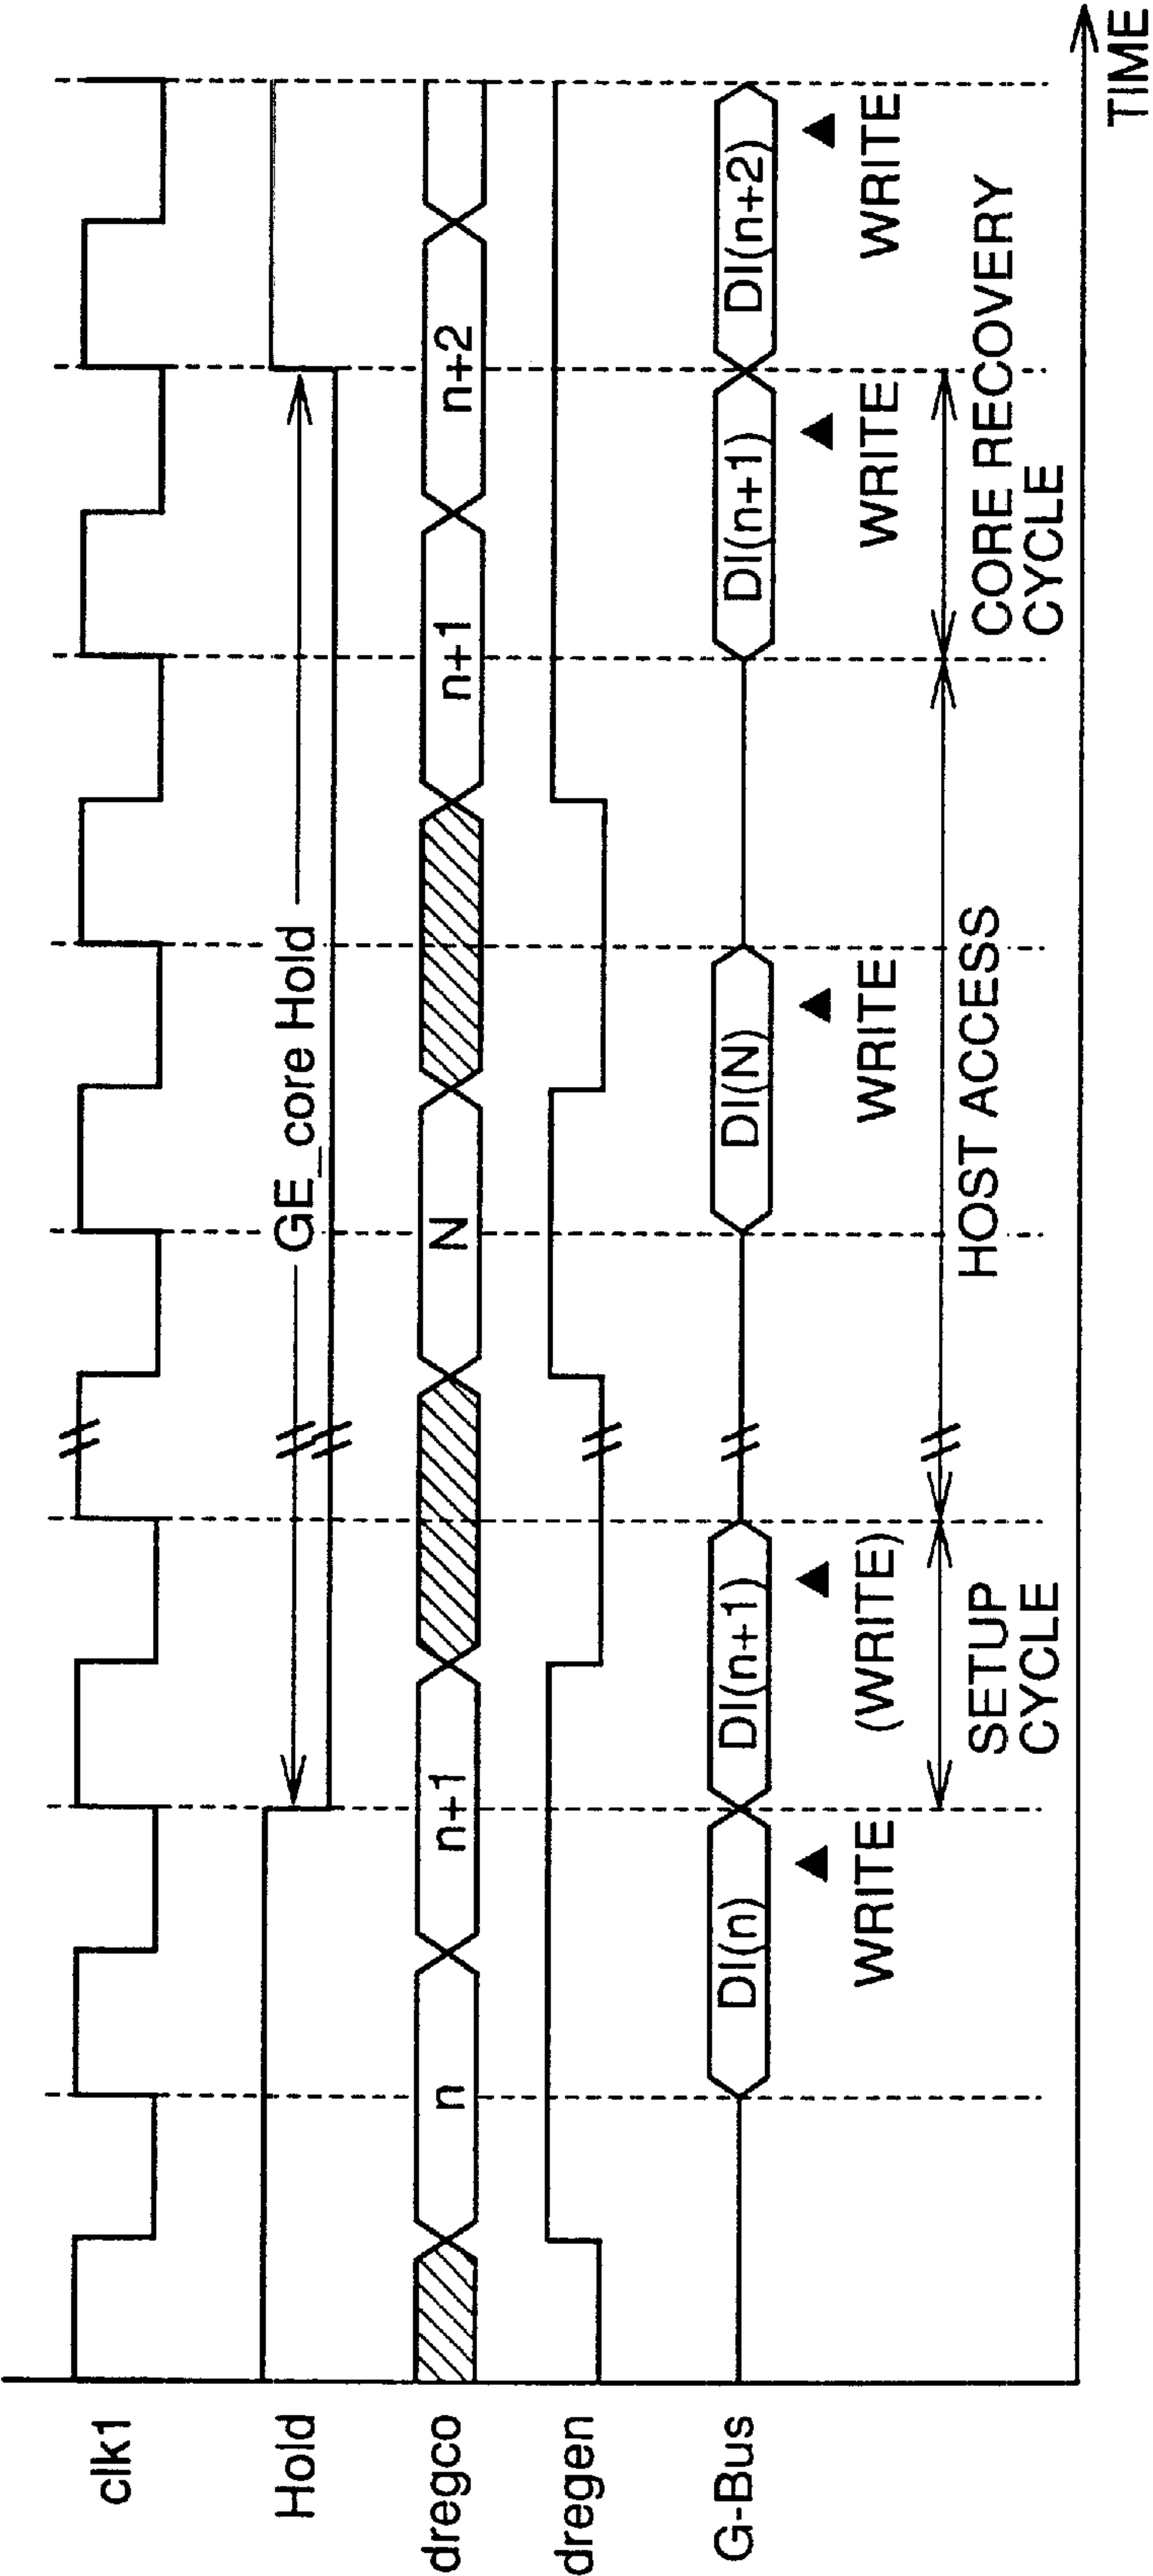 clk1
Hold
GE_core Hold
dregco
n
n+1
N
n+1
n+2
dregen
G-Bus
DI(n)
DI(n+1)
DI(N)
DI(n+1)
DI(n+2)
WRITE
(WRITE)
WRITE
WRITE
WRITE
SETUP
CYCLE
HOST ACCESS
CORE RECOVERY
CYCLE
TIME